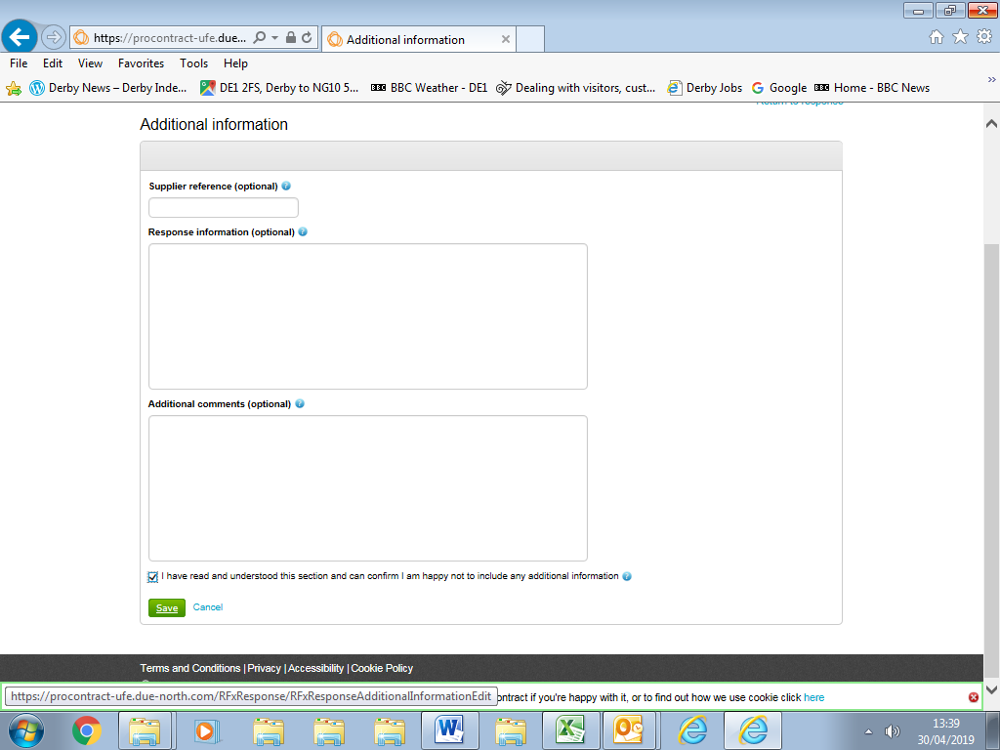 https://procontract-ufe.due...
Additional information
File Edit View Favorites Tools Help
Derby News – Derby Inde... DE1 2FS, Derby to NG10 5... BBC BBC Weather - DE1 Dealing with visitors, cust... Derby Jobs Google BBC Home - BBC News
Return to response
Additional information
Supplier reference (optional)
Response information (optional)
Additional comments (optional)
I have read and understood this section and can confirm I am happy not to include any additional information
Save Cancel
Terms and Conditions | Privacy | Accessibility | Cookie Policy
https://procontract-ufe.due-north.com/RFxResponse/RFxResponseAdditionalInformationEdit ontract if you're happy with it, or to find out how we use cookie click here
13:39
30/04/2019